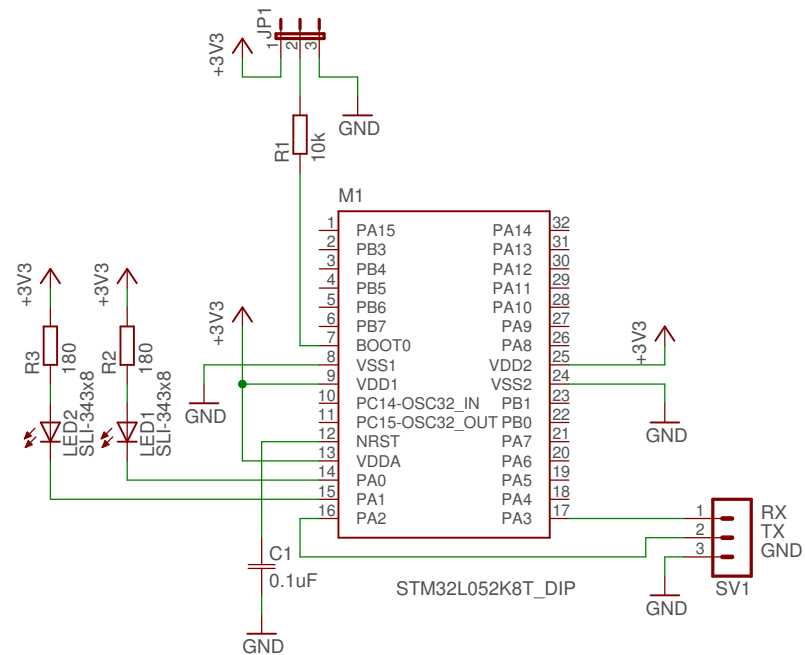 JP1
1
2
3
+3V3
GND
R1
10k
M1
1 PA15 PA14 32
2 PB3 PA13 31
3 PB4 PA12 30
4 PB5 PA11 29
5 PB6 PA10 28
6 PB7 PA9 27
7 BOOT0 PA8 26
8 VSS1 VDD2 25
9 VDD1 VSS2 24
10 PC14-OSC32_IN PB1 23
11 PC15-OSC32_OUT PB0 22
12 NRST PA7 21
13 VDDA PA6 20
14 PA0 PA5 19
15 PA1 PA4 18
16 PA2 PA3 17
+3V3
+3V3
+3V3
+3V3
R3
180
R2
180
LED2
SLI-343x8
LED1
SLI-343x8
GND
GND
C1
0.1uF
GND
STM32L052K8T_DIP
1 RX
2 TX
3 GND
SV1
GND